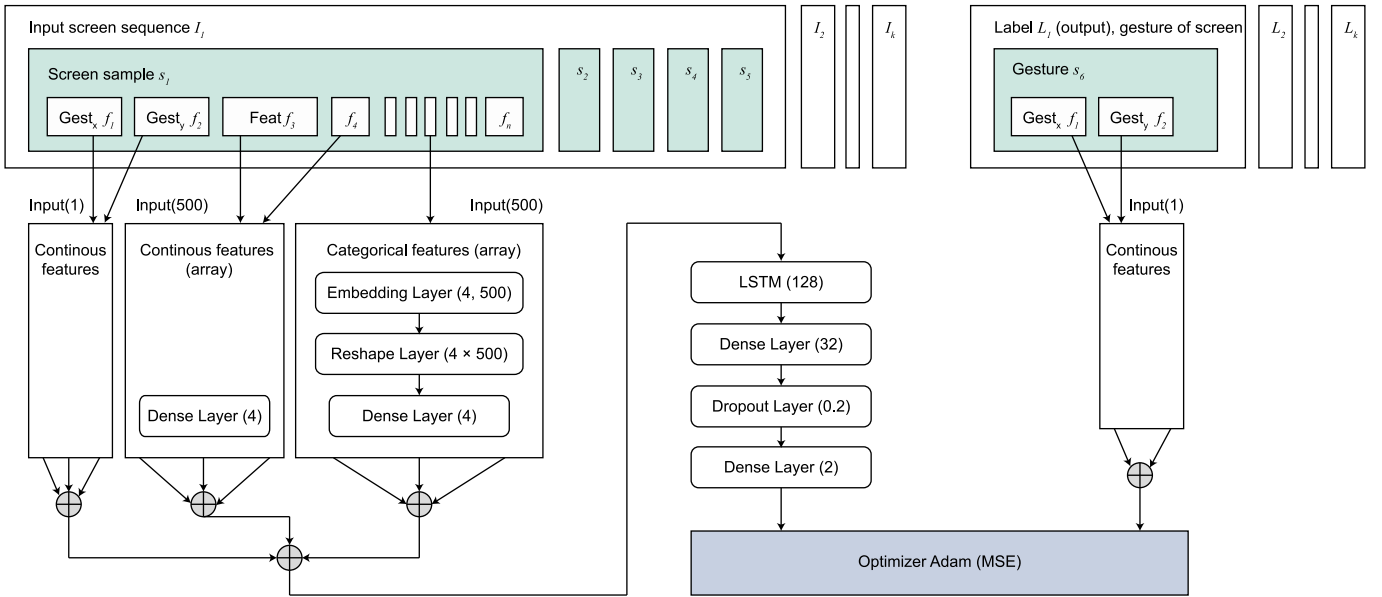 Input screen sequence I1
I2
Ik
Label L1 (output), gesture of screen
L2
Lk
Screen sample s1
s2
s3
s4
s5
Gesture s6
Gestx f1
Gesty f2
Feat f3
f4
fn
Gestx f1
Gesty f2
Input(1)
Input(500)
Input(500)
Input(1)
Continous
features
Continous features
(array)
Dense Layer (4)
Categorical features (array)
Embedding Layer (4, 500)
Reshape Layer (4 × 500)
Dense Layer (4)
LSTM (128)
Dense Layer (32)
Dropout Layer (0.2)
Dense Layer (2)
Continous
features
Optimizer Adam (MSE)